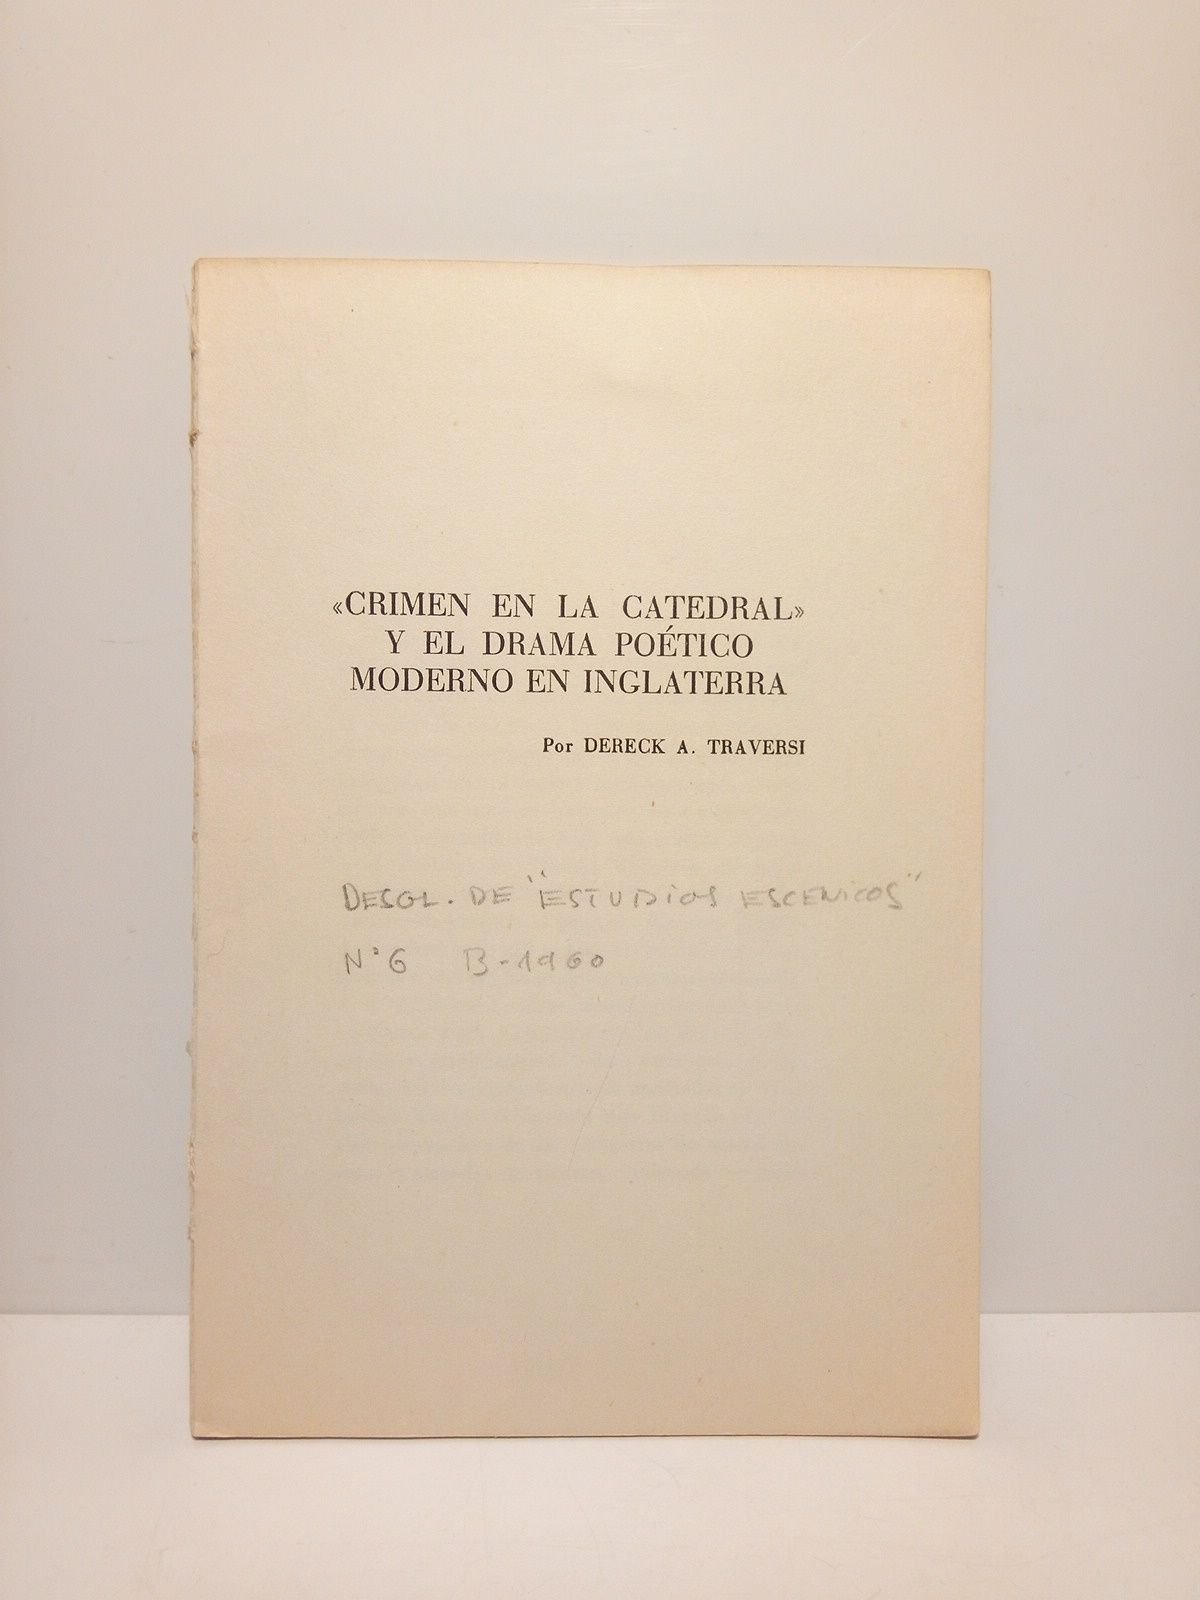 «CRIMEN EN LA CATEDRAL»
Y EL DRAMA POÉTICO
MODERNO EN INGLATERRA
Por DERECK A. TRAVERSI
DESGL. DE "ESTUDIOS ESCENICOS"
Nº6 B-1960